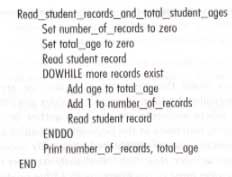 Read_student_records_and_total_student_ages
Set number_of_records to zero
Set total_age to zero
Read student record
DOWHILE more records exist
Add age to total_age
Add 1 to number_of_records
Read student record
ENDDO
Print number_of_records, total_age
END